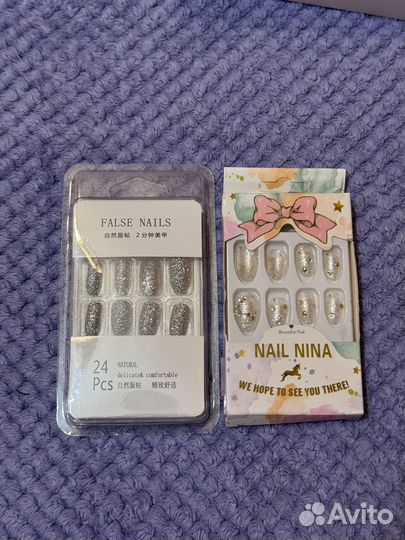 FALSE NAILS
自然服帖 2分钟美甲
24
Pcs
NATURAL
delicate& comfortable
自然服帖 精致舒适
Beautiful Nail
NAIL NINA
WE HOPE TO SEE YOU THERE!
Avito